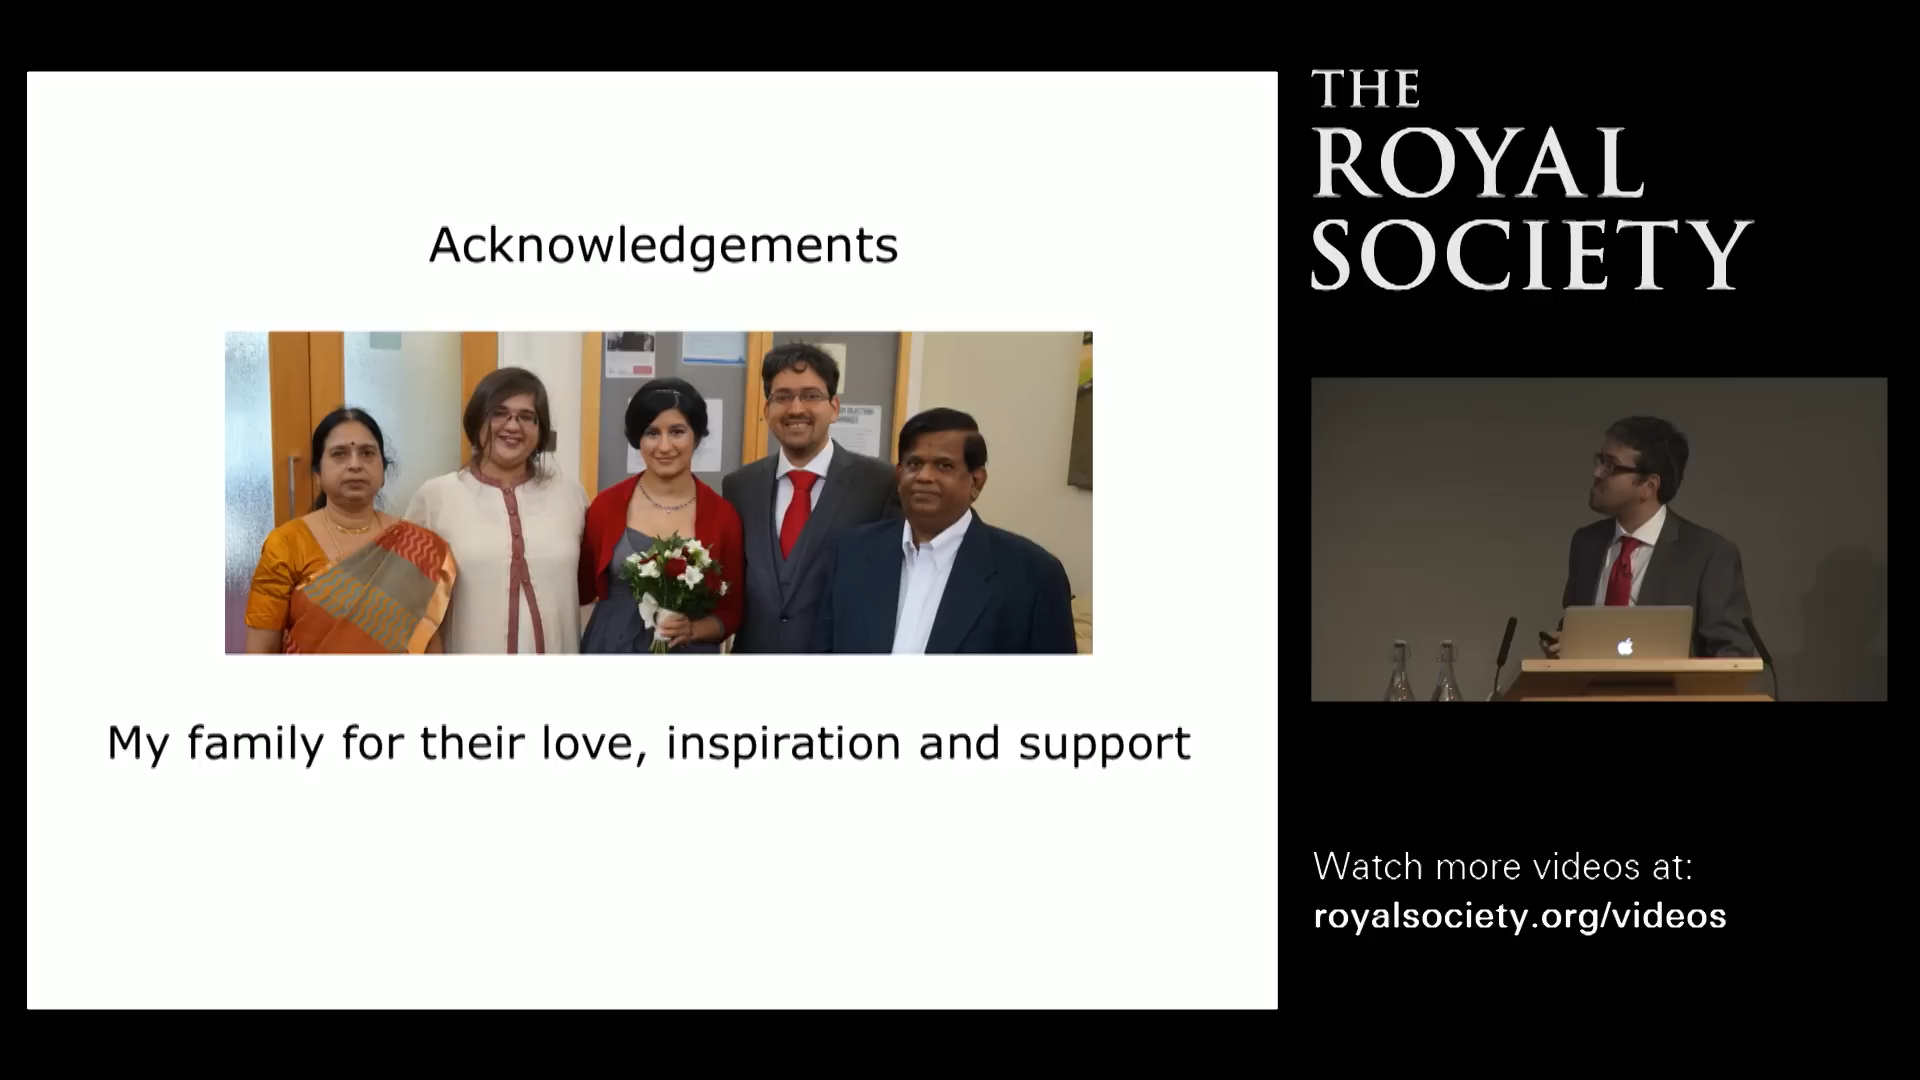 Acknowledgements
My family for their love, inspiration and support
THE
ROYAL
SOCIETY
Watch more videos at:
royalsociety.org/videos